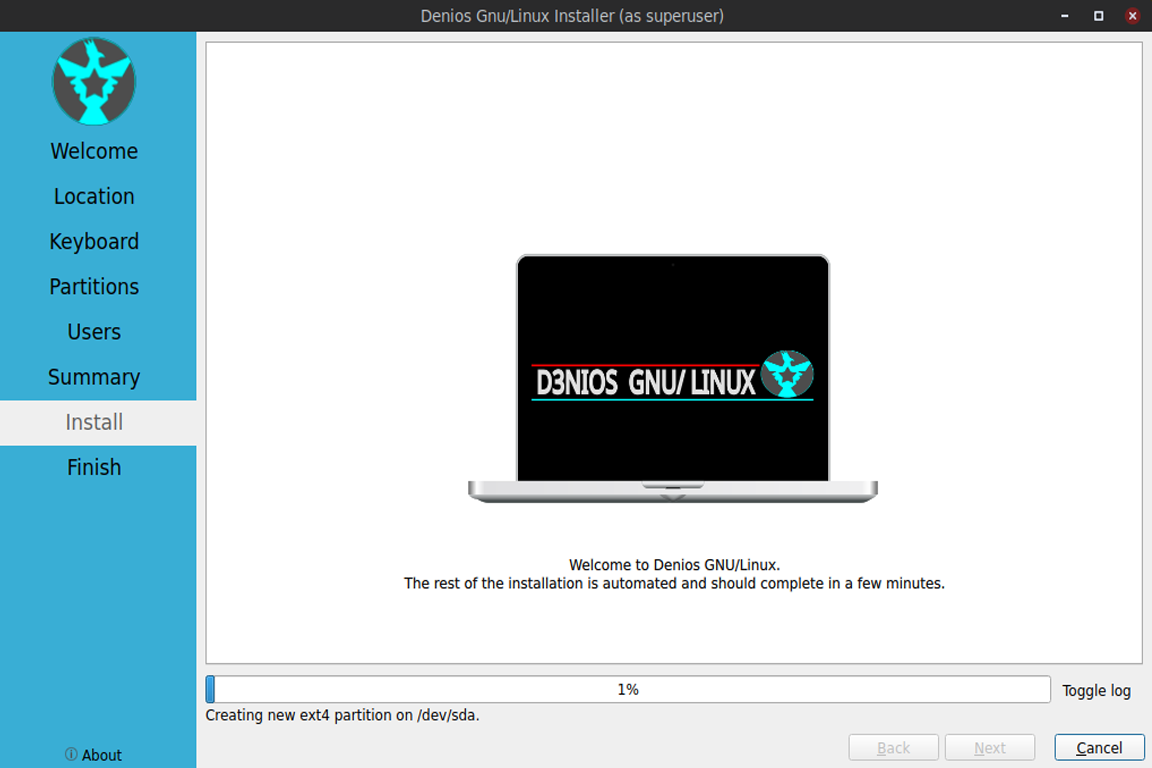 Denios Gnu/Linux Installer (as superuser)
Welcome
Location
Keyboard
Partitions
Users
Summary
Install
Finish
About
D3NIOS GNU/ LINUX
Welcome to Denios GNU/Linux.
The rest of the installation is automated and should complete in a few minutes.
1%
Toggle log
Creating new ext4 partition on /dev/sda.
Back
Next
Cancel